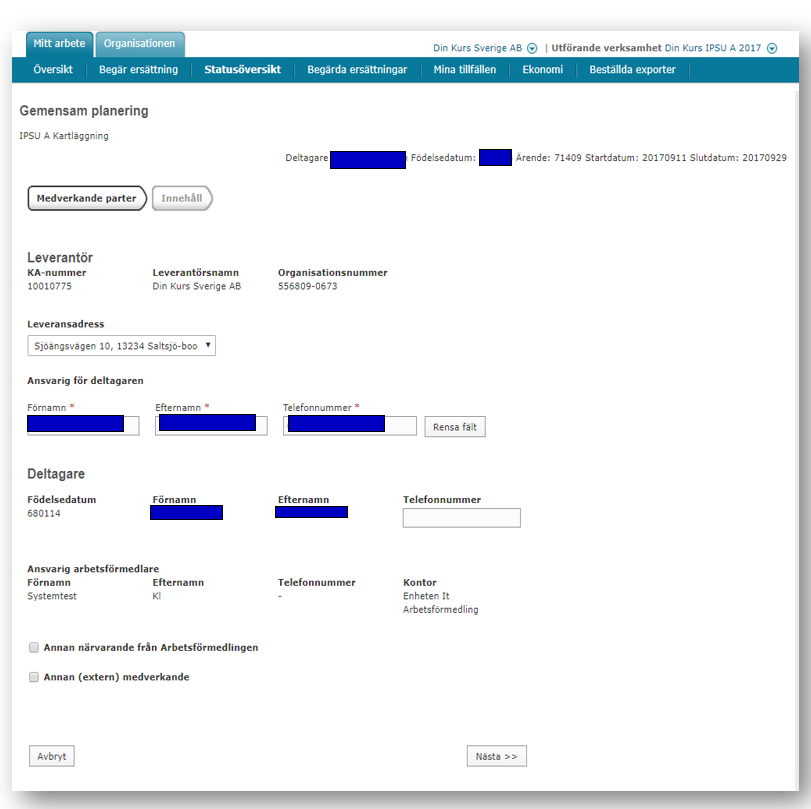 Mitt arbete Organisationen
Din Kurs Sverige AB | Utförande verksamhet Din Kurs IPSU A 2017
Översikt Begär ersättning Statusöversikt Begärda ersättningar Mina tillfällen Ekonomi Beställda exporter
Gemensam planering
IPSU A Kartläggning
Deltagare Födelsedatum: Ärende: 71409 Startdatum: 20170911 Slutdatum: 20170929
Medverkande parter Innehåll
Leverantör
KA-nummer Leverantörsnamn Organisationsnummer
10010775 Din Kurs Sverige AB 556809-0673
Leveransadress
Sjöängsvägen 10, 13234 Saltsjö-boo
Ansvarig för deltagaren
Förnamn * Efternamn * Telefonnummer *
Rensa fält
Deltagare
Födelsedatum Förnamn Efternamn Telefonnummer
680114
Ansvarig arbetsförmedlare
Förnamn Efternamn Telefonnummer Kontor
Systemtest Kl - Enheten It
Arbetsförmedling
Annan närvarande från Arbetsförmedlingen
Annan (extern) medverkande
Avbryt Nästa >>